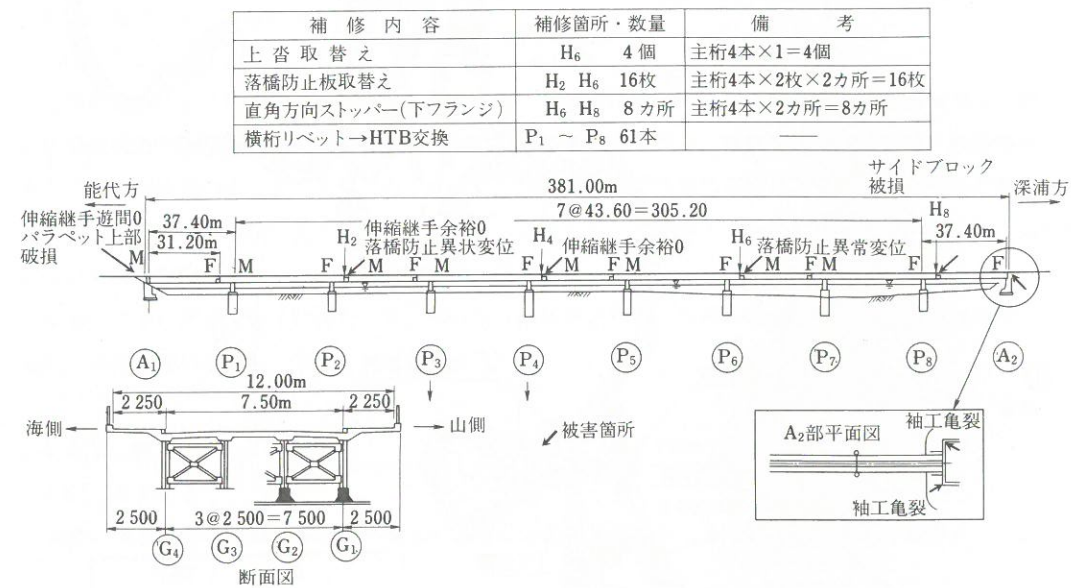 補修内容 補修箇所・数量 備考
上沓取替え H6 4個 主桁4本×1=4個
落橋防止板取替え H2 H6 16枚 主桁4本×2枚×2カ所=16枚
直角方向ストッパー(下フランジ) H6 H8 8カ所 主桁4本×2カ所=8カ所
横桁リベット→HTB交換 P1 ~ P8 61本 ——
能代方
381.00m
サイドブロック
被損
深浦方
伸縮継手遊間0
パラペット上部
破損
37.40m
31.20m
7@43.60=305.20
37.40m
H2
伸縮継手余裕0
落橋防止異状変位
H4
伸縮継手余裕0
H6
落橋防止異常変位
H8
M F M F M F M F M F M F M F F
A1 P1 P2 P3 P4 P5 P6 P7 P8 A2
12.00m
2 250 7.50m 2 250
海側
山側
被害箇所
2 500 3@2 500=7 500 2 500
G4 G3 G2 G1
断面図
A2部平面図
袖工亀裂
袖工亀裂